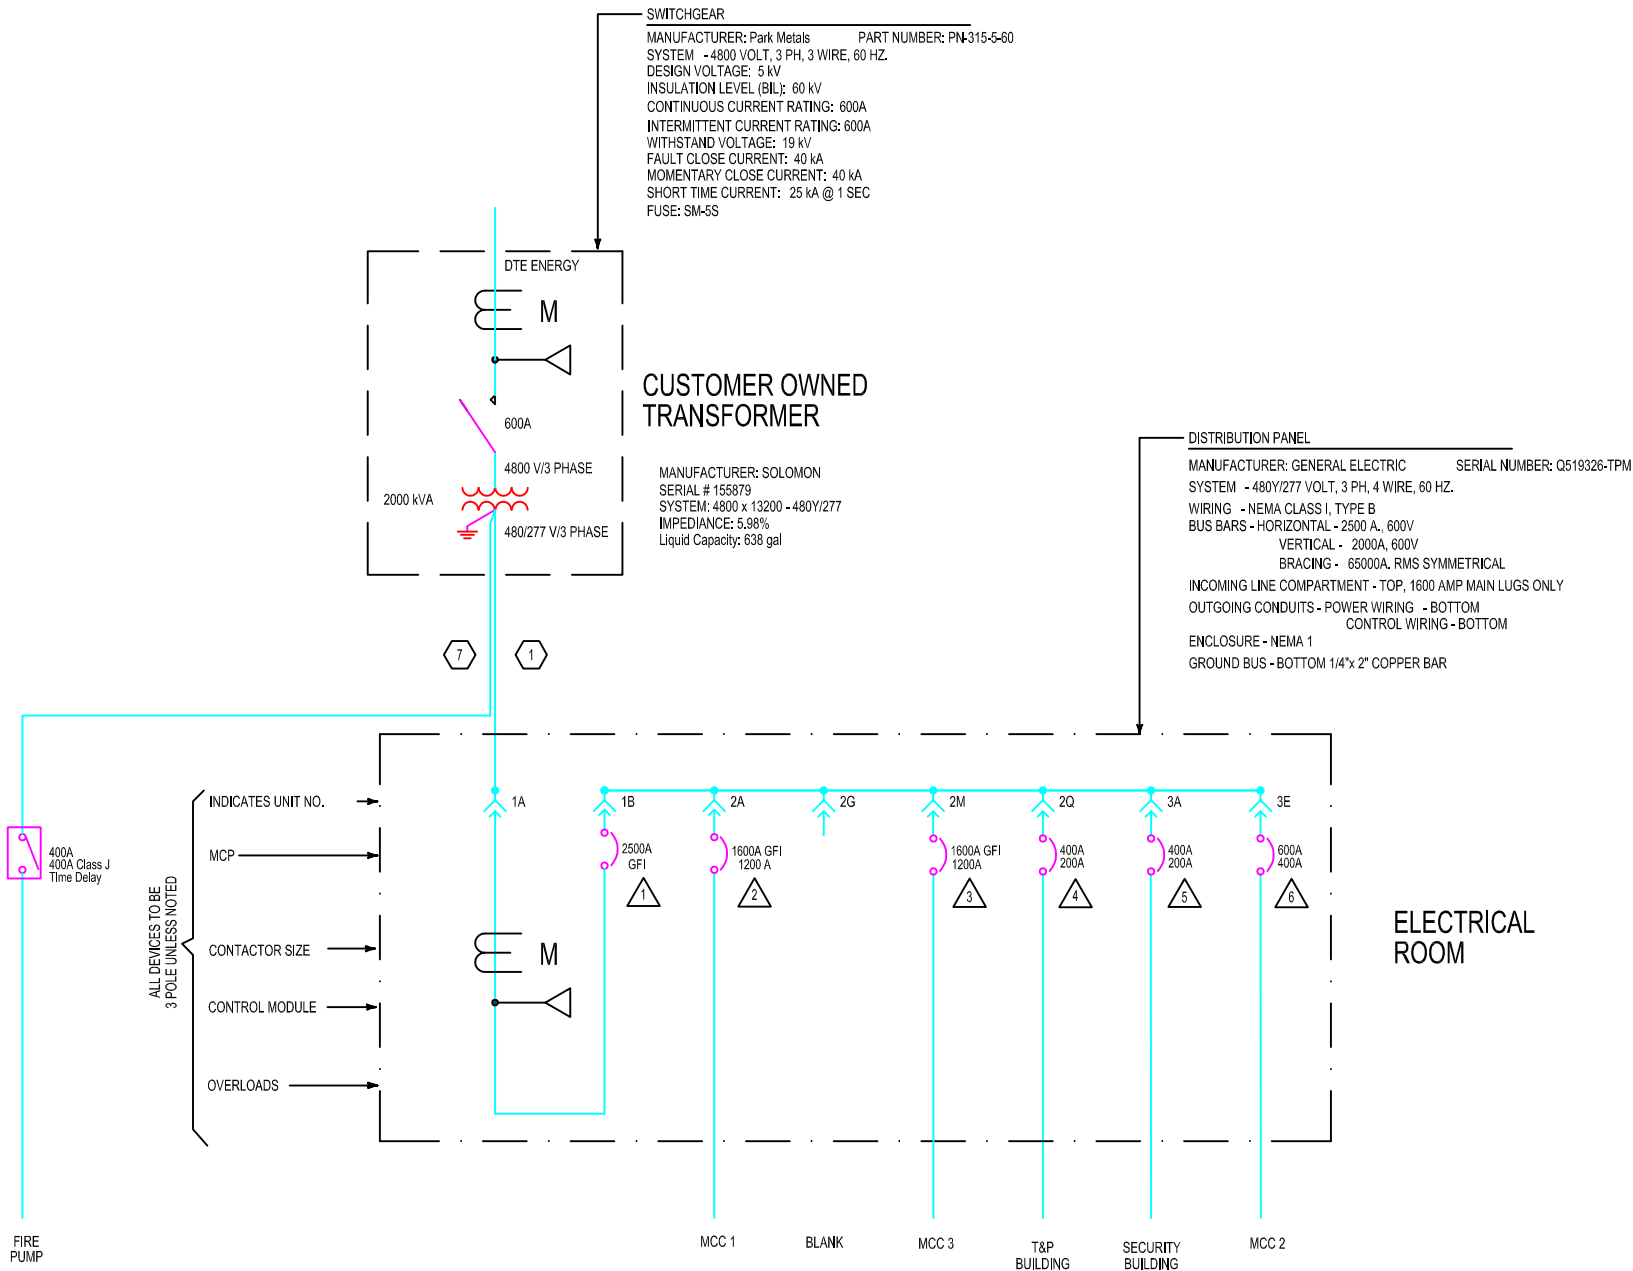 SWITCHGEAR
MANUFACTURER: Park Metals PART NUMBER: PN-315-5-60
SYSTEM - 4800 VOLT, 3 PH, 3 WIRE, 60 HZ.
DESIGN VOLTAGE: 5 kV
INSULATION LEVEL (BIL): 60 kV
CONTINUOUS CURRENT RATING: 600A
INTERMITTENT CURRENT RATING: 600A
WITHSTAND VOLTAGE: 19 kV
FAULT CLOSE CURRENT: 40 kA
MOMENTARY CLOSE CURRENT: 40 kA
SHORT TIME CURRENT: 25 kA @ 1 SEC
FUSE: SM-5S
DTE ENERGY
M
600A
4800 V/3 PHASE
2000 kVA
480/277 V/3 PHASE
CUSTOMER OWNED
TRANSFORMER
MANUFACTURER: SOLOMON
SERIAL # 155879
SYSTEM: 4800 x 13200 - 480Y/277
IMPEDIANCE: 5.98%
Liquid Capacity: 638 gal
DISTRIBUTION PANEL
MANUFACTURER: GENERAL ELECTRIC SERIAL NUMBER: Q519326-TPM
SYSTEM - 480Y/277 VOLT, 3 PH, 4 WIRE, 60 HZ.
WIRING - NEMA CLASS I, TYPE B
BUS BARS - HORIZONTAL - 2500 A., 600V
VERTICAL - 2000A, 600V
BRACING - 65000A. RMS SYMMETRICAL
INCOMING LINE COMPARTMENT - TOP, 1600 AMP MAIN LUGS ONLY
OUTGOING CONDUITS - POWER WIRING - BOTTOM
CONTROL WIRING - BOTTOM
ENCLOSURE - NEMA 1
GROUND BUS - BOTTOM 1/4"x 2" COPPER BAR
7
1
400A
400A Class J
Time Delay
ALL DEVICES TO BE
3 POLE UNLESS NOTED
INDICATES UNIT NO.
MCP
CONTACTOR SIZE
CONTROL MODULE
OVERLOADS
1A
1B
2A
2G
2M
2Q
3A
3E
2500A
GFI
1
1600A GFI
1200 A
2
1600A GFI
1200A
3
400A
200A
4
400A
200A
5
600A
400A
6
M
ELECTRICAL
ROOM
FIRE
PUMP
MCC 1
BLANK
MCC 3
T&P
BUILDING
SECURITY
BUILDING
MCC 2